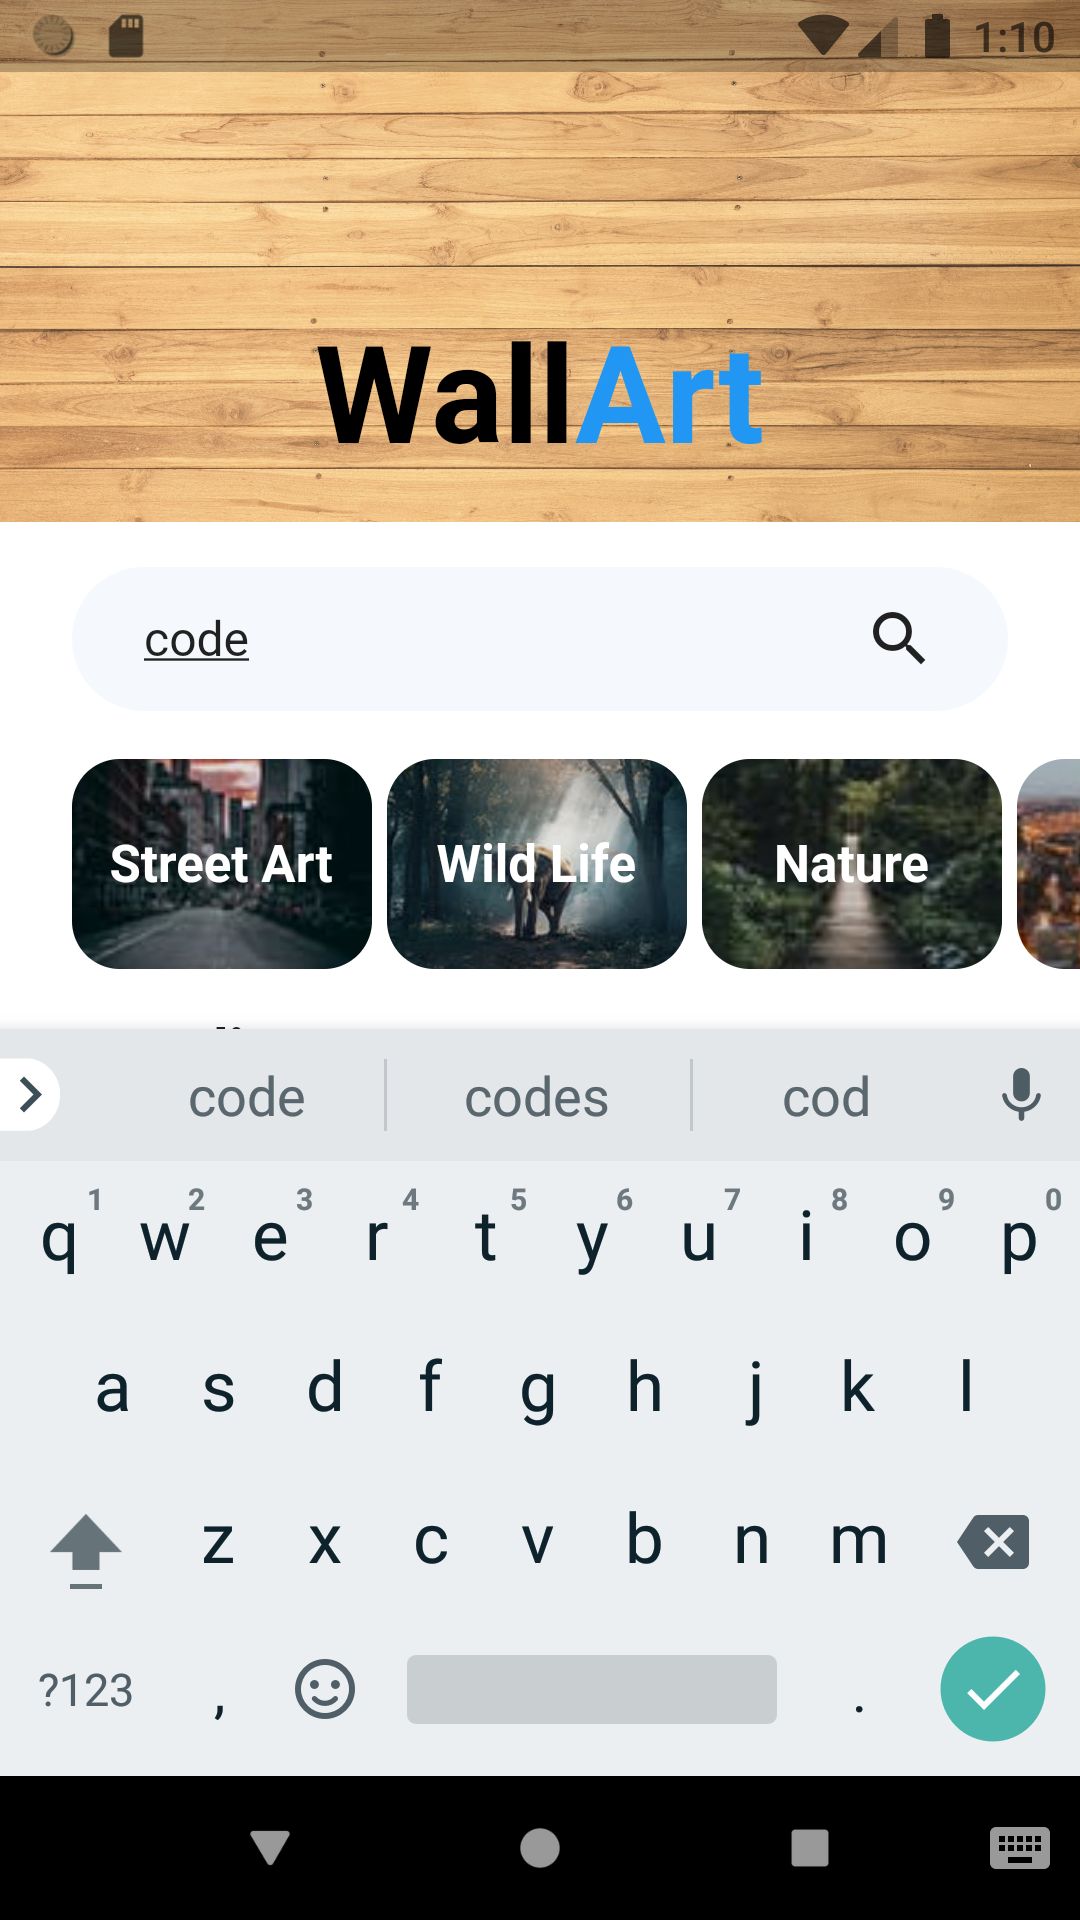 1:10
WallArt
code
Street Art Wild Life Nature
code codes cod
1 2 3 4 5 6 7 8 9 0
q w e r t y u i o p
a s d f g h j k l
z x c v b n m
?123 , .